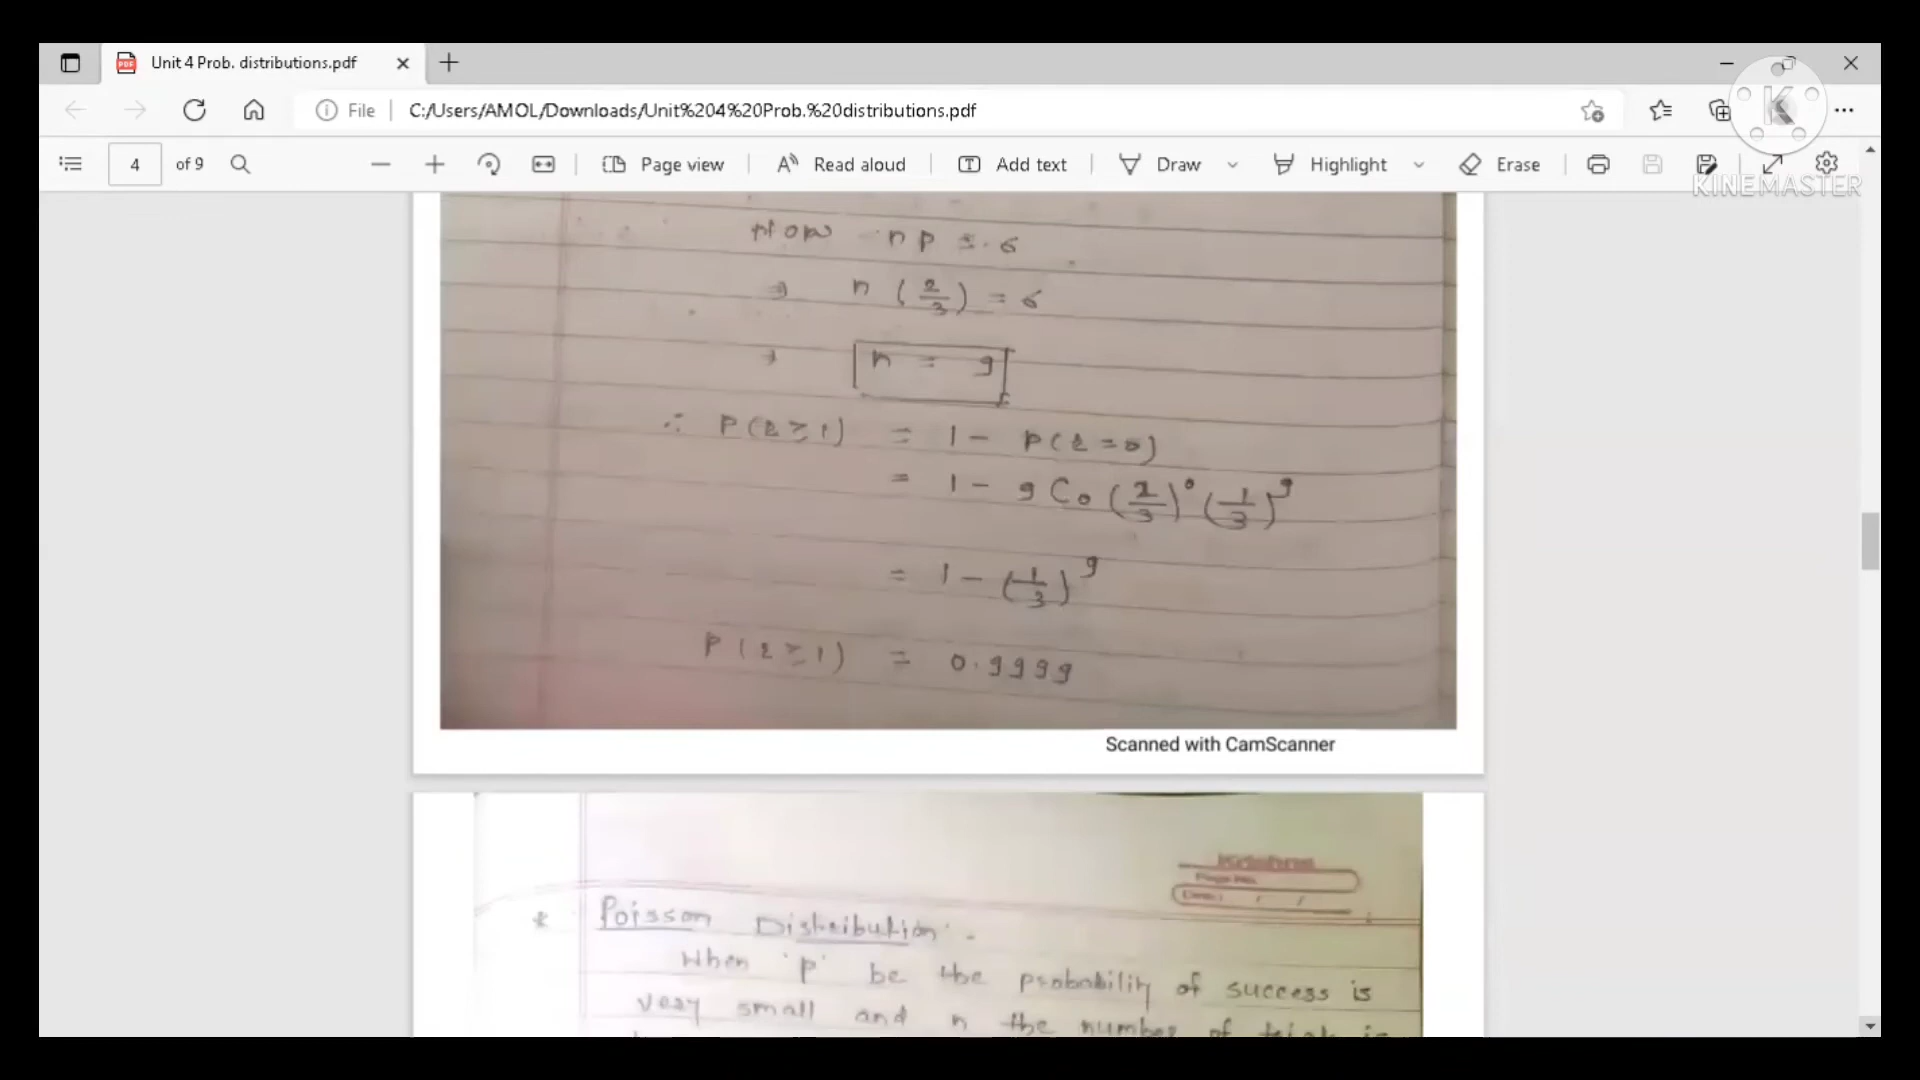 Unit 4 Prob. distributions.pdf
File
C:/Users/AMOL/Downloads/Unit%204%20Prob.%20distributions.pdf
4 of 9
Page view
Read aloud
Add text
Draw
Highlight
Erase
KINEMASTER
Now np = 6
⇒ n (2/3) = 6
⇒ n = 9
∴ P(r ≥ 1) = 1 - P(r = 0)
= 1 - 9C₀ (2/3)⁰ (1/3)⁹
= 1 - (1/3)⁹
P(r ≥ 1) = 0.9999
Scanned with CamScanner
Page No.
Date: / /
* Poisson Distribution -
When 'p' be the probability of success is
very small and n the number of